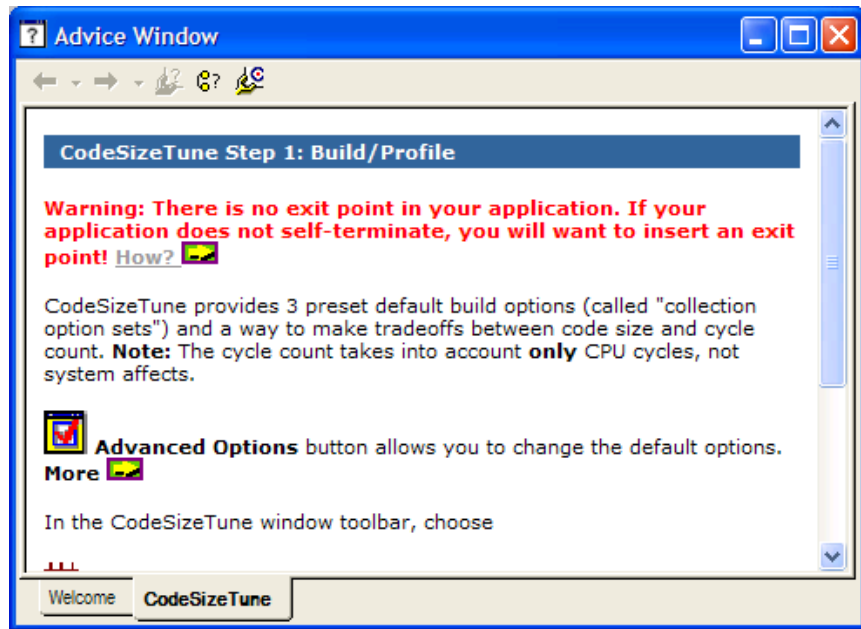 Advice Window
CodeSizeTune Step 1: Build/Profile
Warning: There is no exit point in your application. If your
application does not self-terminate, you will want to insert an exit
point! How?
CodeSizeTune provides 3 preset default build options (called "collection
option sets") and a way to make tradeoffs between code size and cycle
count. Note: The cycle count takes into account only CPU cycles, not
system affects.
Advanced Options button allows you to change the default options.
More
In the CodeSizeTune window toolbar, choose
Welcome CodeSizeTune